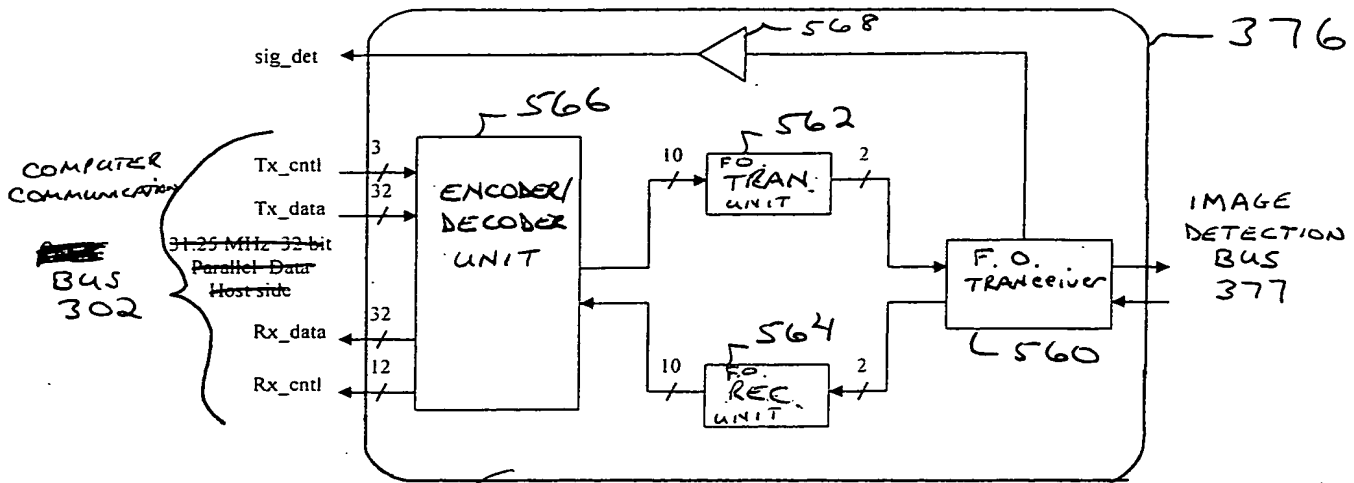 568
376
sig_det
566
562
COMPUTER
COMMUNICATION
BUS
302
Tx_cntl
3
Tx_data
32
31.25 MHz 32-bit
Parallel Data
Host side
Rx_data
32
Rx_cntl
12
ENCODER/
DECODER
UNIT
10
F.O.
TRAN.
UNIT
2
F. O.
TRANCEIVER
560
IMAGE
DETECTION
BUS
377
564
10
F.O.
REC.
UNIT
2